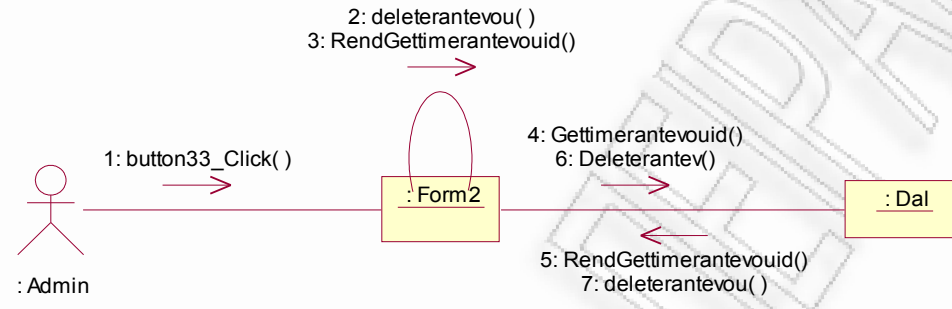 2: deleterantevou( )
3: RendGettimerantevouid()
4: Gettimerantevouid()
6: Deleterantev()
1: button33_Click( )
: Form2
: Dal
5: RendGettimerantevouid()
7: deleterantevou( )
: Admin